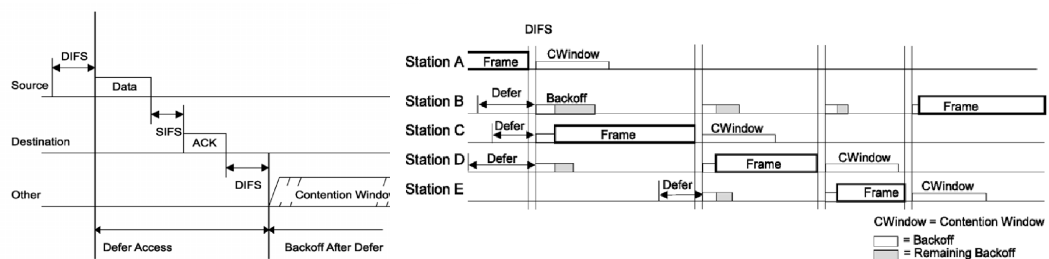 DIFS
Source
Data
SIFS
Destination
ACK
DIFS
Other
Contention Windo
Defer Access
Backoff After Defer
DIFS
Station A
Frame
CWindow
Station B
Defer
Backoff
Frame
Station C
Defer
Frame
CWindow
Station D
Defer
Frame
CWindow
Station E
Defer
Frame
CWindow
CWindow = Contention Window
= Backoff
= Remaining Backoff